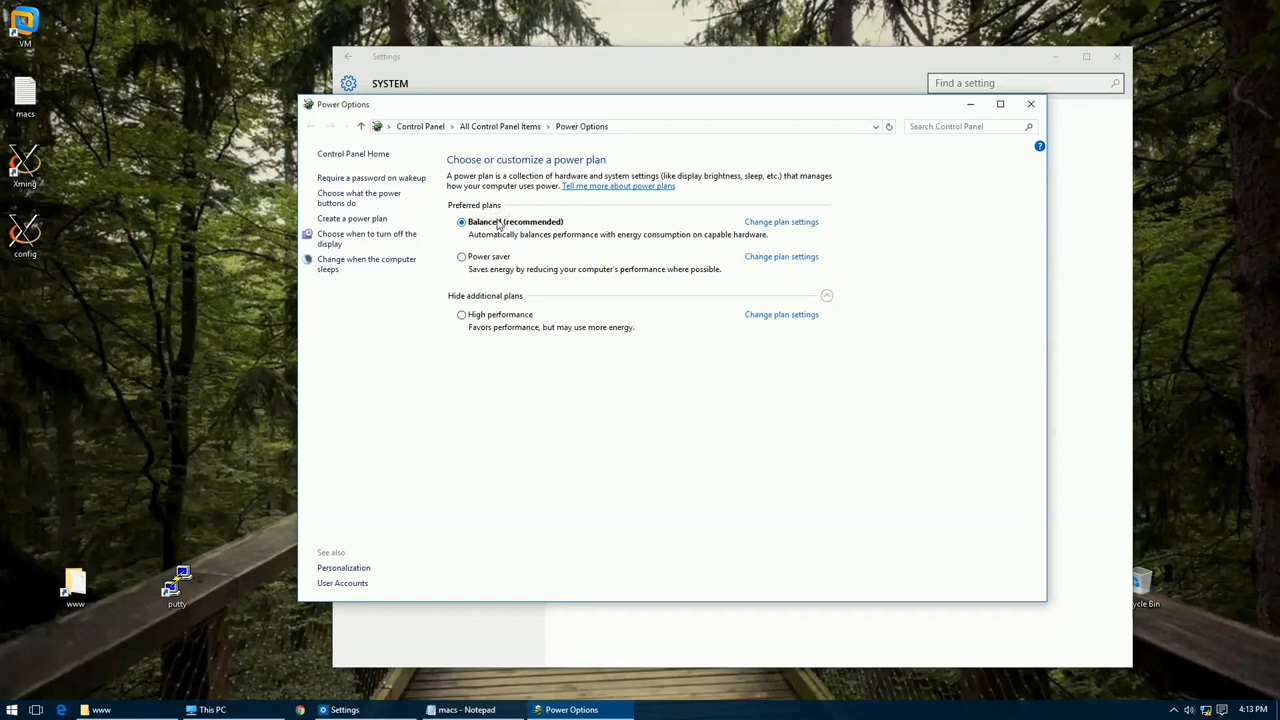 VM
macs
Xming
config
www
putty
Settings
SYSTEM
Find a setting
Power Options
Control Panel
All Control Panel Items
Power Options
Search Control Panel
Control Panel Home
Require a password on wakeup
Choose what the power
buttons do
Create a power plan
Choose when to turn off the
display
Change when the computer
sleeps
See also
Personalization
User Accounts
Choose or customize a power plan
A power plan is a collection of hardware and system settings (like display brightness, sleep, etc.) that manages
how your computer uses power. Tell me more about power plans
Preferred plans
Balanced (recommended) Change plan settings
Automatically balances performance with energy consumption on capable hardware.
Power saver Change plan settings
Saves energy by reducing your computer's performance where possible.
Hide additional plans
High performance Change plan settings
Favors performance, but may use more energy.
ycle Bin
www
This PC
Settings
macs - Notepad
Power Options
4:13 PM